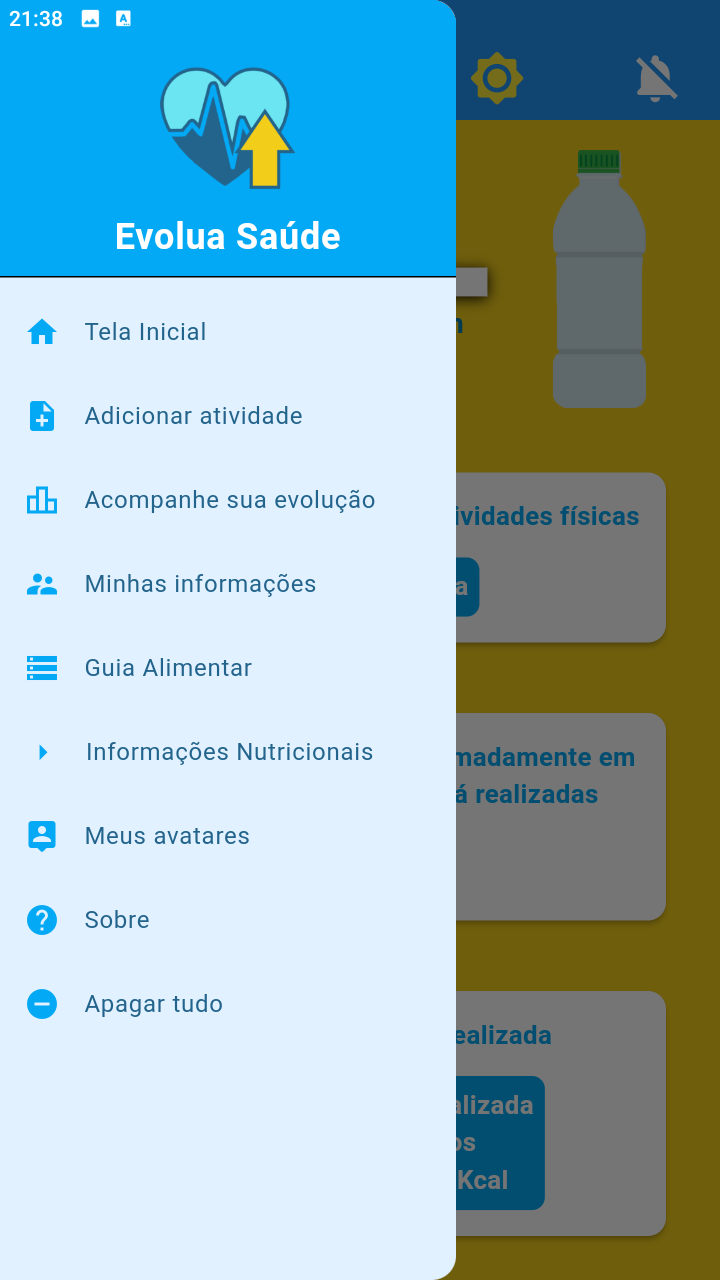 21:38
Evolua Saúde
Tela Inicial
Adicionar atividade
Acompanhe sua evolução
Minhas informações
Guia Alimentar
Informações Nutricionais
Meus avatares
Sobre
Apagar tudo
ividades físicas
a
madamente em
á realizadas
ealizada
alizada
os
Kcal